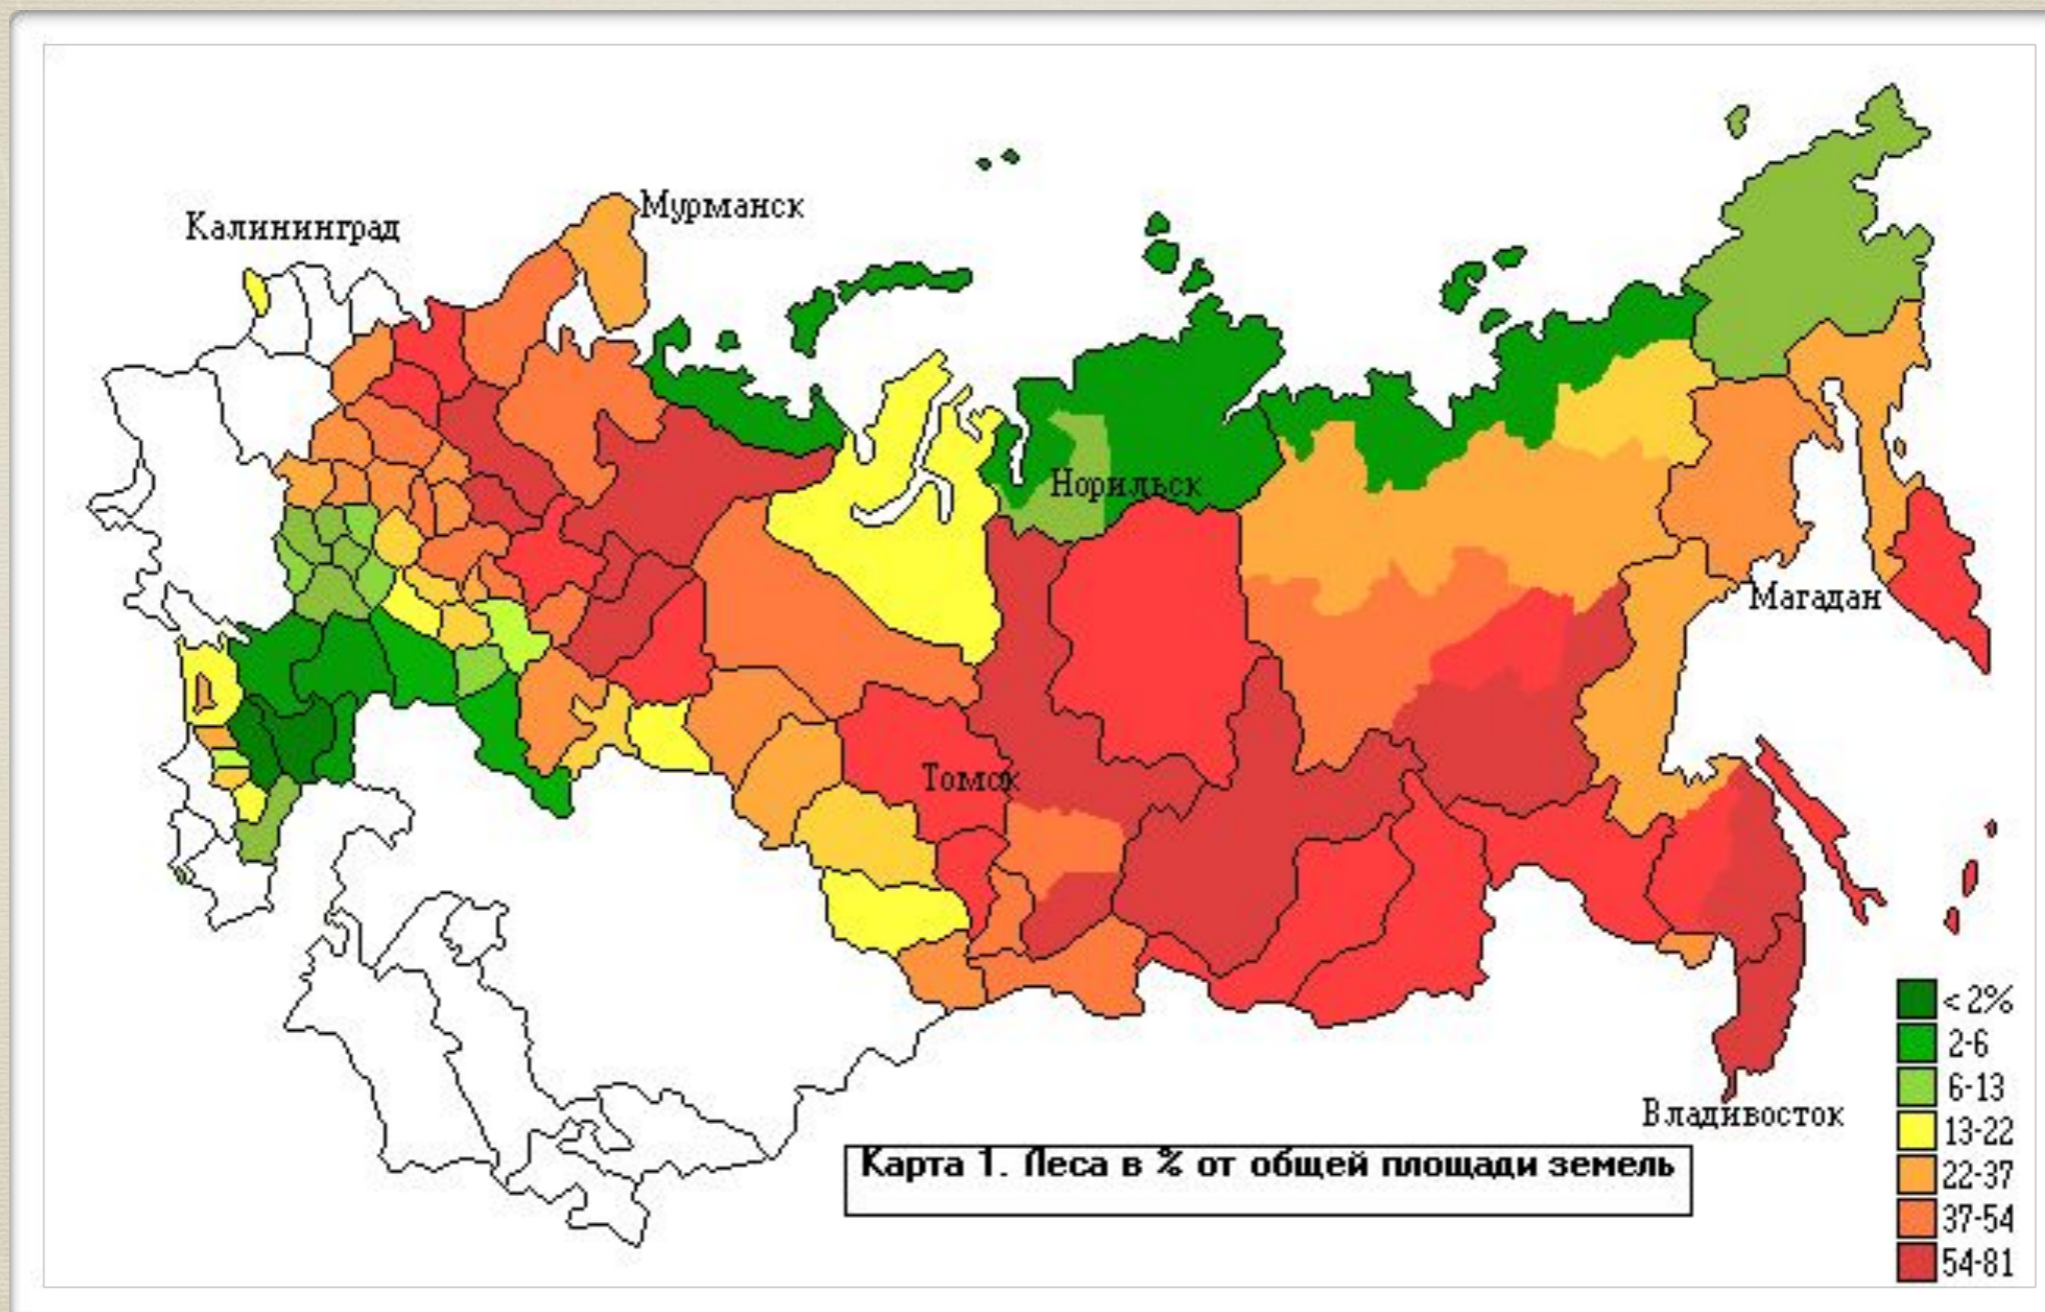 Мурманск
Калининград
Норильск
Магадан
Томск
< 2%
2-6
6-13
Владивосток
13-22
Карта 1. Леса в % от общей площади земель
22-37
37-54
54-81